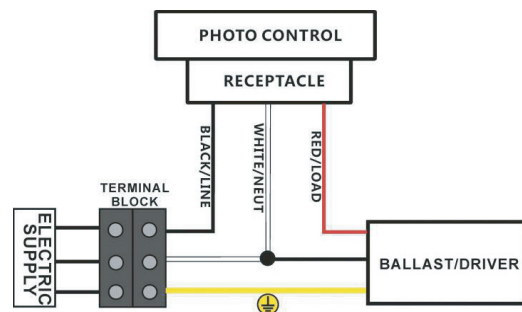 PHOTO CONTROL
RECEPTACLE
BLACK/LINE
WHITE/NEUT
RED/LOAD
TERMINAL
BLOCK
ELECTRIC
SUPPLY
BALLAST/DRIVER